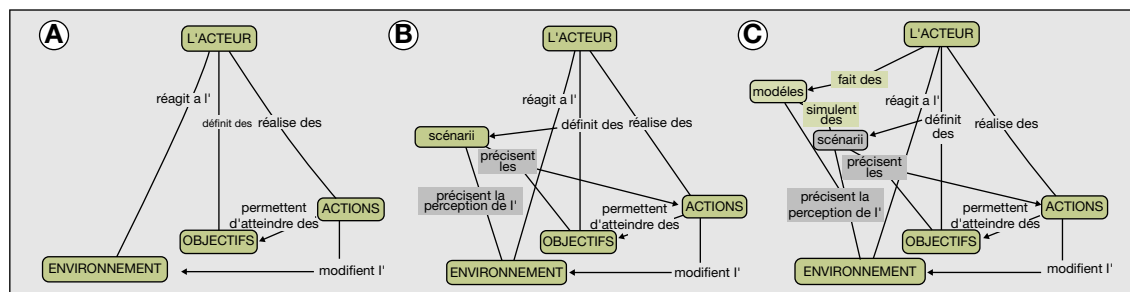 A
L'ACTEUR
réagit a l'
définit des
réalise des
ACTIONS
permettent
d'atteindre des
OBJECTIFS
ENVIRONNEMENT
modifient l'
B
L'ACTEUR
scénarii
définit des
réalise des
réagit a l'
précisent
les
précisent la
perception de l'
ACTIONS
permettent
d'atteindre des
OBJECTIFS
ENVIRONNEMENT
modifient l'
C
L'ACTEUR
fait des
modéles
réagit a l'
simulent
des
définit
des
réalise des
scénarii
précisent
les
précisent la
perception de l'
ACTIONS
permettent
d'atteindre dés
OBJECTIFS
ENVIRONNEMENT
modifient l'